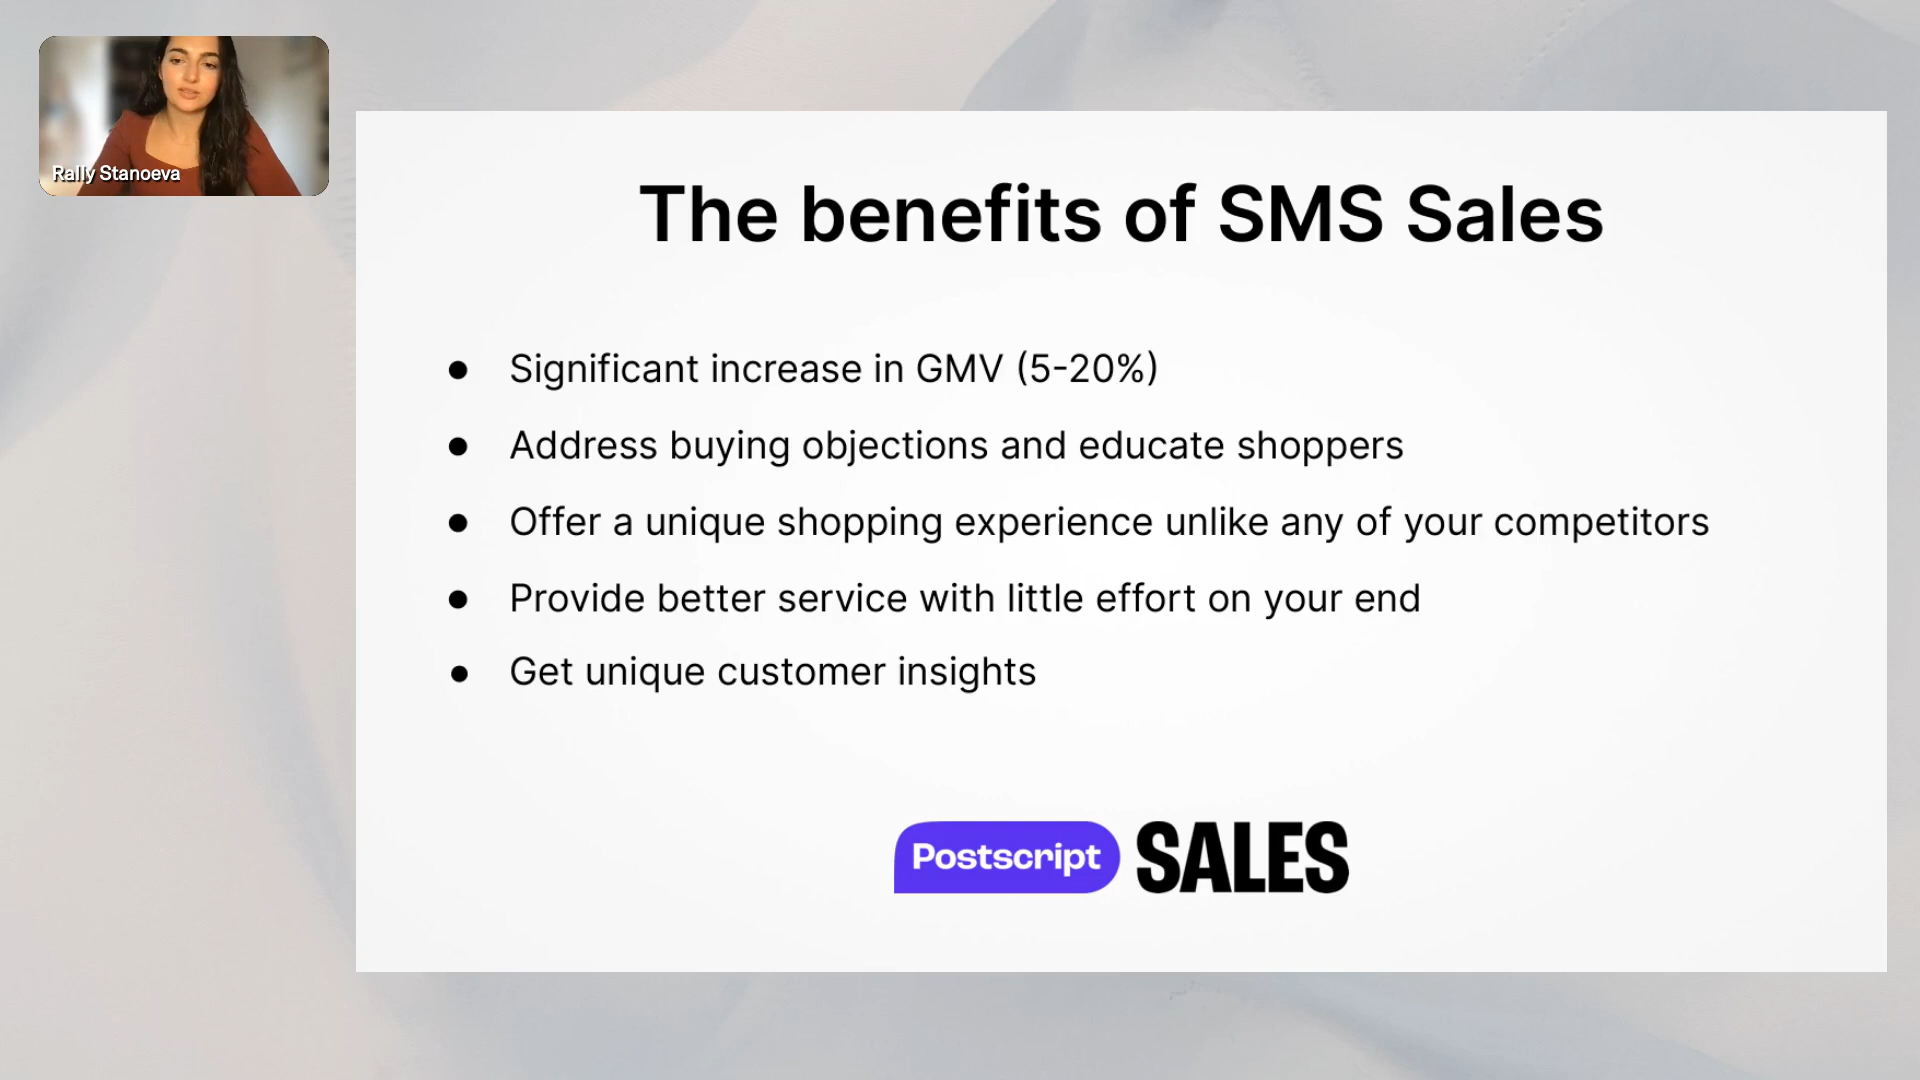 Rally Stanoeva
The benefits of SMS Sales
● Significant increase in GMV (5-20%)
● Address buying objections and educate shoppers
● Offer a unique shopping experience unlike any of your competitors
● Provide better service with little effort on your end
● Get unique customer insights
Postscript SALES